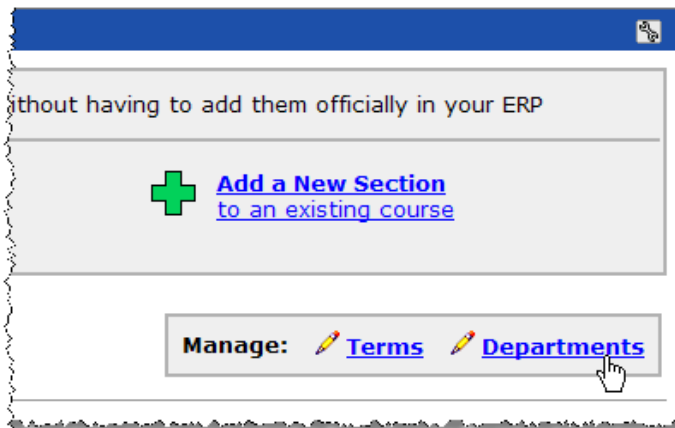 ithout having to add them officially in your ERP
Add a New Section
to an existing course
Manage: Terms Departments